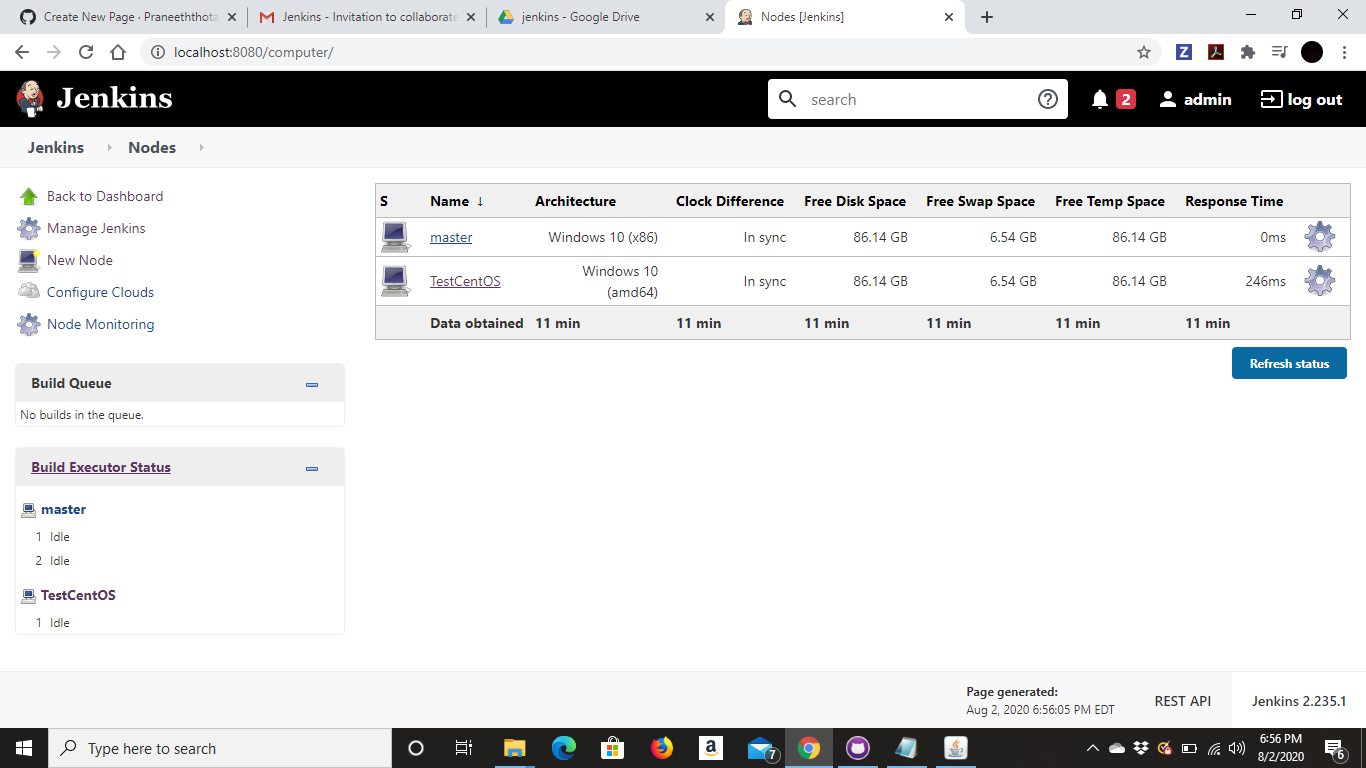 Create New Page · Praneeththota
Jenkins - Invitation to collaborate
jenkins - Google Drive
Nodes [Jenkins]
localhost:8080/computer/
Jenkins
search
2
admin
log out
Jenkins
Nodes
Back to Dashboard
Manage Jenkins
New Node
Configure Clouds
Node Monitoring
Build Queue
No builds in the queue.
Build Executor Status
master
1 Idle
2 Idle
TestCentOS
1 Idle
S Name ↓ Architecture Clock Difference Free Disk Space Free Swap Space Free Temp Space Response Time
master Windows 10 (x86) In sync 86.14 GB 6.54 GB 86.14 GB 0ms
TestCentOS Windows 10 (amd64) In sync 86.14 GB 6.54 GB 86.14 GB 246ms
Data obtained 11 min 11 min 11 min 11 min 11 min 11 min
Refresh status
Page generated:
Aug 2, 2020 6:56:05 PM EDT
REST API
Jenkins 2.235.1
Type here to search
7
6:56 PM
8/2/2020
6